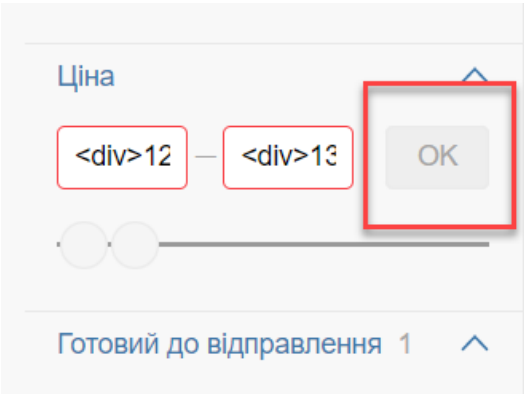 Ціна
<div>12 — <div>13 OK
Готовий до відправлення 1